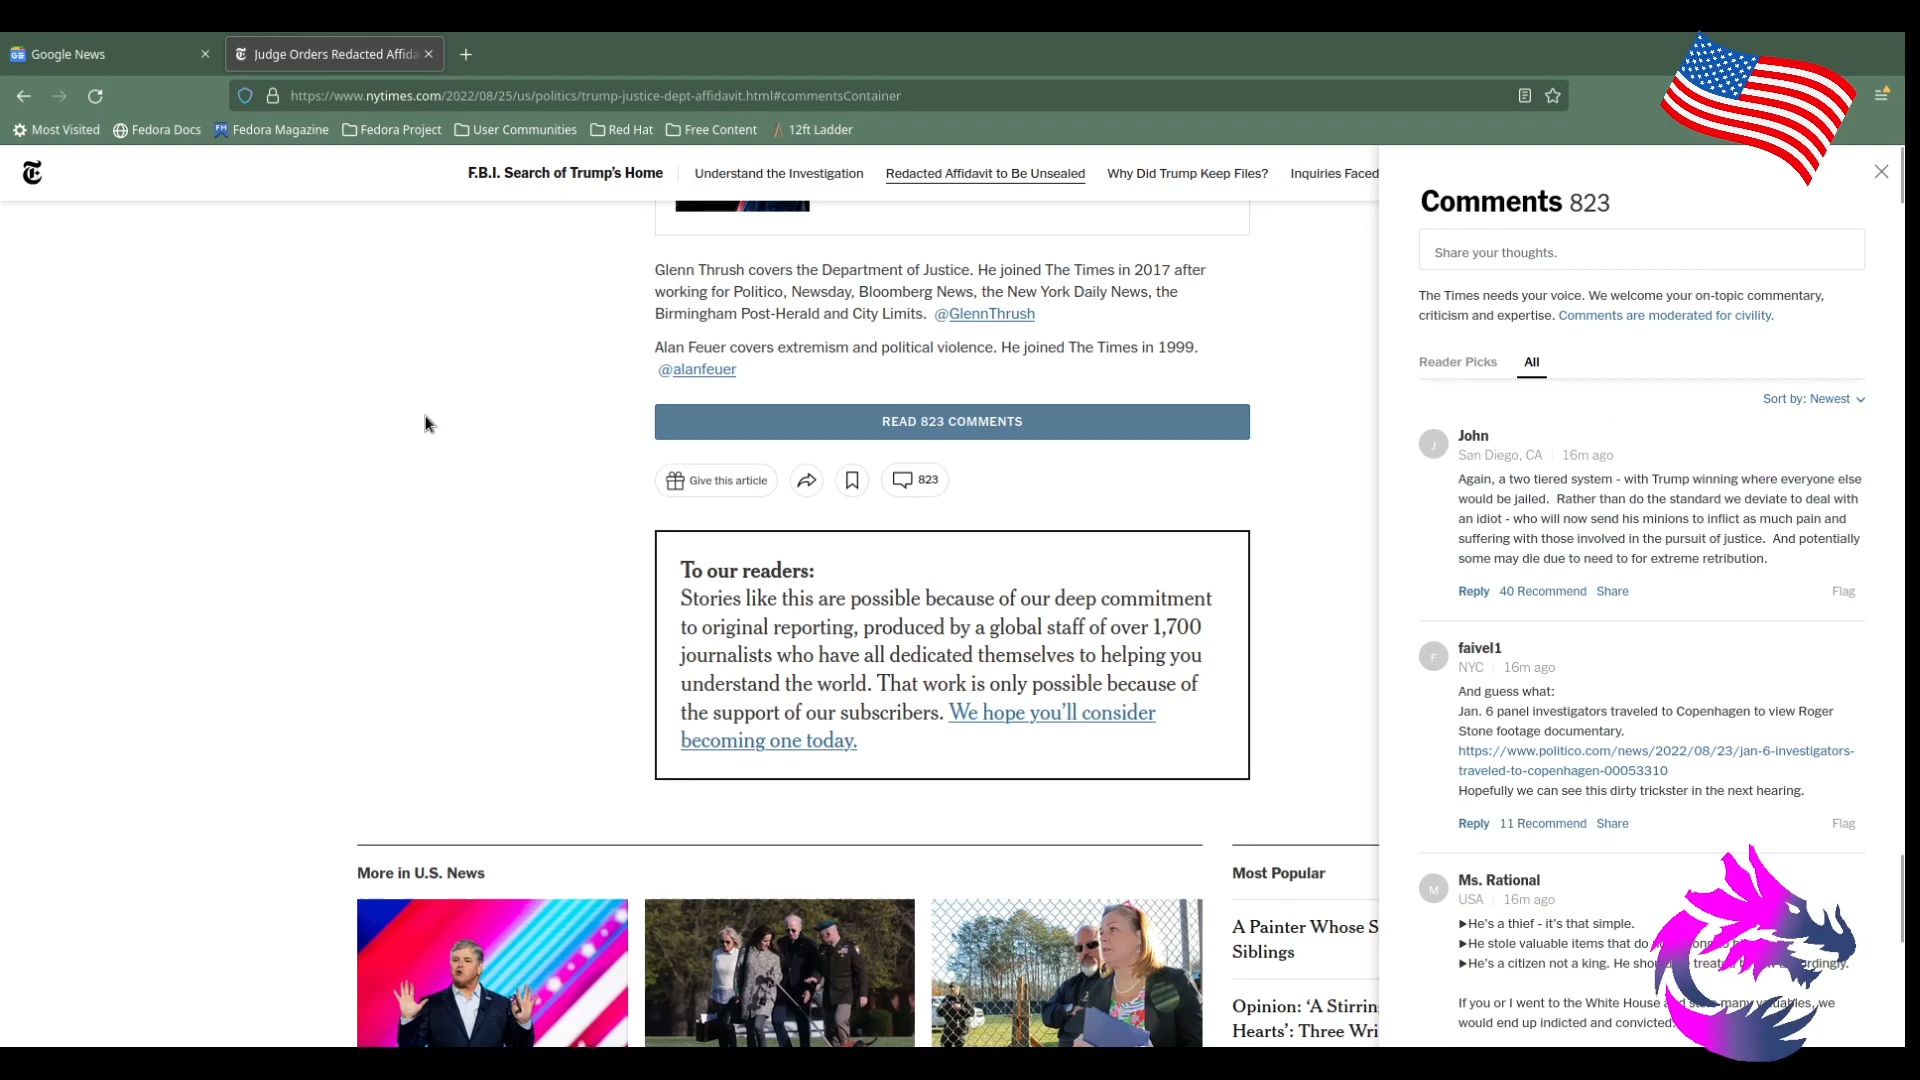 Google News
Judge Orders Redacted Affida
https://www.nytimes.com/2022/08/25/us/politics/trump-justice-dept-affidavit.html#commentsContainer
Most Visited Fedora Docs Fedora Magazine Fedora Project User Communities Red Hat Free Content 12ft Ladder
F.B.I. Search of Trump’s Home Understand the Investigation Redacted Affidavit to Be Unsealed Why Did Trump Keep Files? Inquiries Faced
Glenn Thrush covers the Department of Justice. He joined The Times in 2017 after
working for Politico, Newsday, Bloomberg News, the New York Daily News, the
Birmingham Post-Herald and City Limits. @GlennThrush
Alan Feuer covers extremism and political violence. He joined The Times in 1999.
@alanfeuer
READ 823 COMMENTS
Give this article 823
To our readers:
Stories like this are possible because of our deep commitment
to original reporting, produced by a global staff of over 1,700
journalists who have all dedicated themselves to helping you
understand the world. That work is only possible because of
the support of our subscribers. We hope you’ll consider
becoming one today.
More in U.S. News
Most Popular
A Painter Whose S
Siblings
Opinion: ‘A Stirring
Hearts’: Three Wri
Comments 823
Share your thoughts.
The Times needs your voice. We welcome your on-topic commentary,
criticism and expertise. Comments are moderated for civility.
Reader Picks All
Sort by: Newest
J
John
San Diego, CA 16m ago
Again, a two tiered system - with Trump winning where everyone else
would be jailed. Rather than do the standard we deviate to deal with
an idiot - who will now send his minions to inflict as much pain and
suffering with those involved in the pursuit of justice. And potentially
some may die due to need to for extreme retribution.
Reply 40 Recommend Share Flag
F
faivel1
NYC 16m ago
And guess what:
Jan. 6 panel investigators traveled to Copenhagen to view Roger
Stone footage documentary.
https://www.politico.com/news/2022/08/23/jan-6-investigators-
traveled-to-copenhagen-00053310
Hopefully we can see this dirty trickster in the next hearing.
Reply 11 Recommend Share Flag
M
Ms. Rational
USA 16m ago
►He’s a thief - it’s that simple.
►He stole valuable items that do
►He’s a citizen not a king. He
If you or I went to the White House many valuables, we
would end up indicted and convicted.